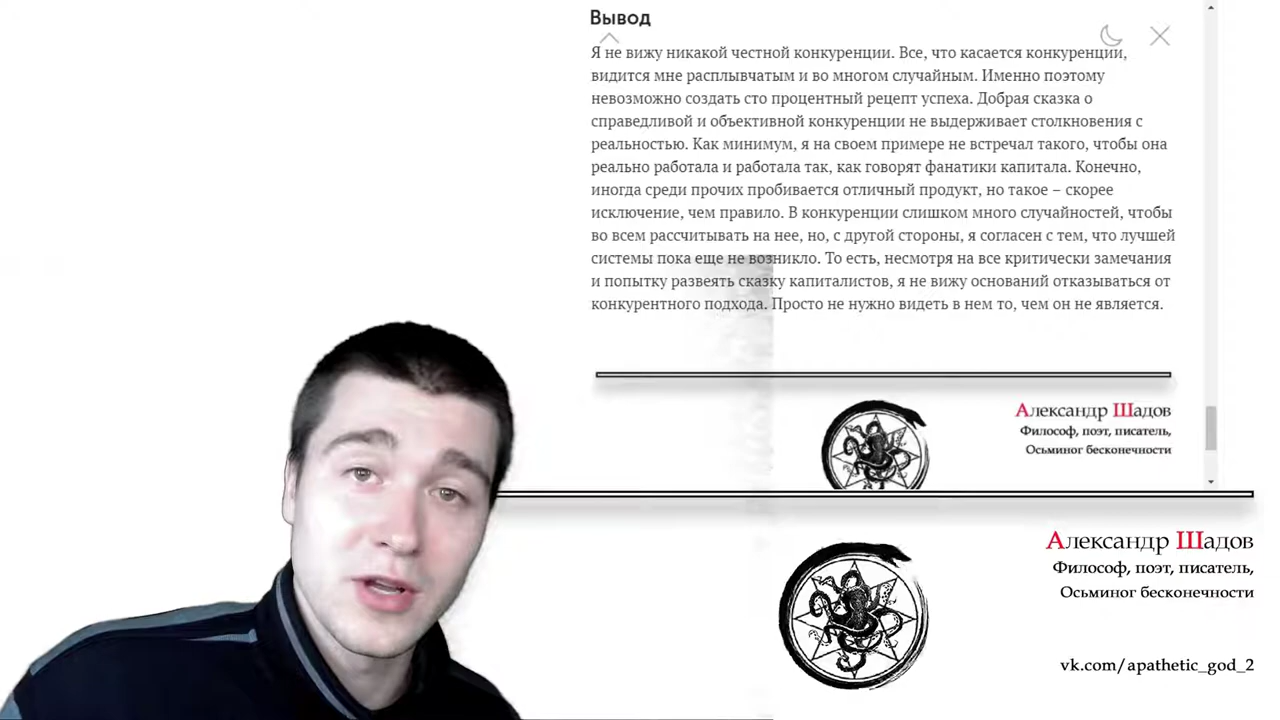 Вывод
Я не вижу никакой честной конкуренции. Все, что касается конкуренции,
видится мне расплывчатым и во многом случайным. Именно поэтому
невозможно создать сто процентный рецепт успеха. Добрая сказка о
справедливой и объективной конкуренции не выдерживает столкновения с
реальностью. Как минимум, я на своем примере не встречал такого, чтобы она
реально работала и работала так, как говорят фанатики капитала. Конечно,
иногда среди прочих пробивается отличный продукт, но такое – скорее
исключение, чем правило. В конкуренции слишком много случайностей, чтобы
во всем рассчитывать на нее, но, с другой стороны, я согласен с тем, что лучшей
системы пока еще не возникло. То есть, несмотря на все критически замечания
и попытку развеять сказку капиталистов, я не вижу оснований отказываться от
конкурентного подхода. Просто не нужно видеть в нем то, чем он не является.
Александр Шадов
Философ, поэт, писатель,
Осьминог бесконечности
Александр Шадов
Философ, поэт, писатель,
Осьминог бесконечности
vk.com/apathetic_god_2